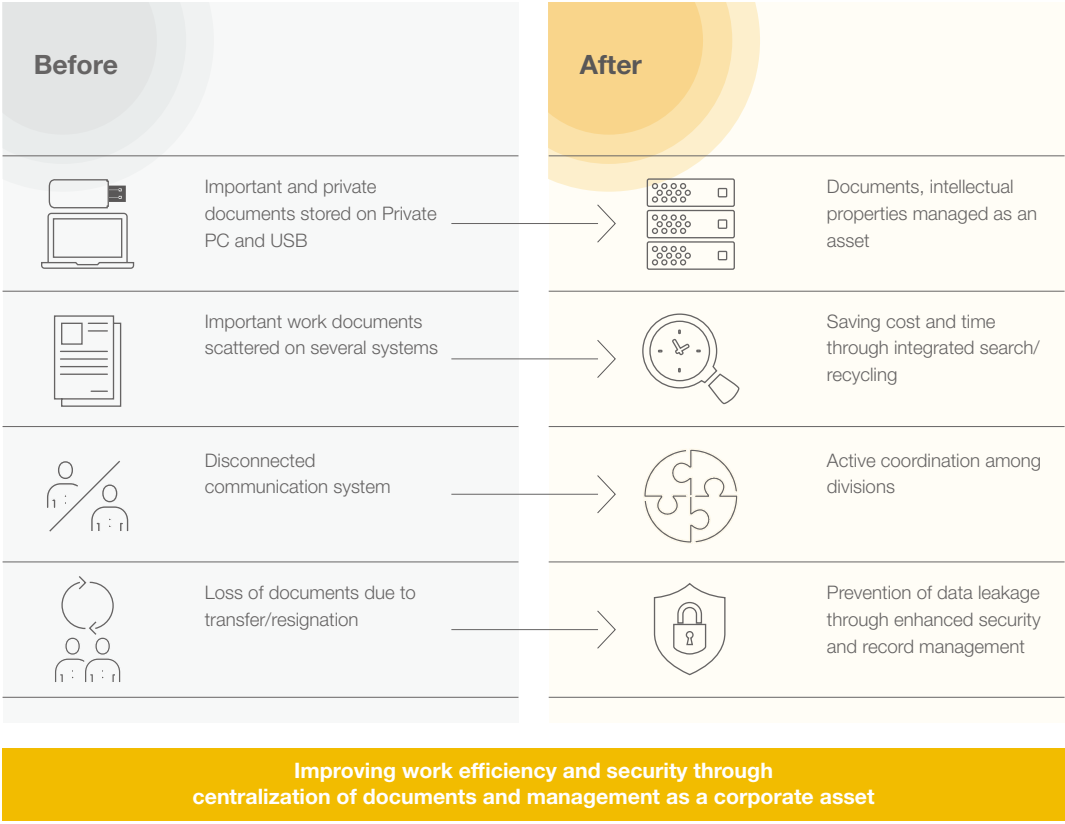 Before
After
Important and private
documents stored on Private
PC and USB
Documents, intellectual
properties managed as an
asset
Important work documents
scattered on several systems
Saving cost and time
through integrated search/
recycling
Disconnected
communication system
Active coordination among
divisions
Loss of documents due to
transfer/resignation
Prevention of data leakage
through enhanced security
and record management
Improving work efficiency and security through
centralization of documents and management as a corporate asset